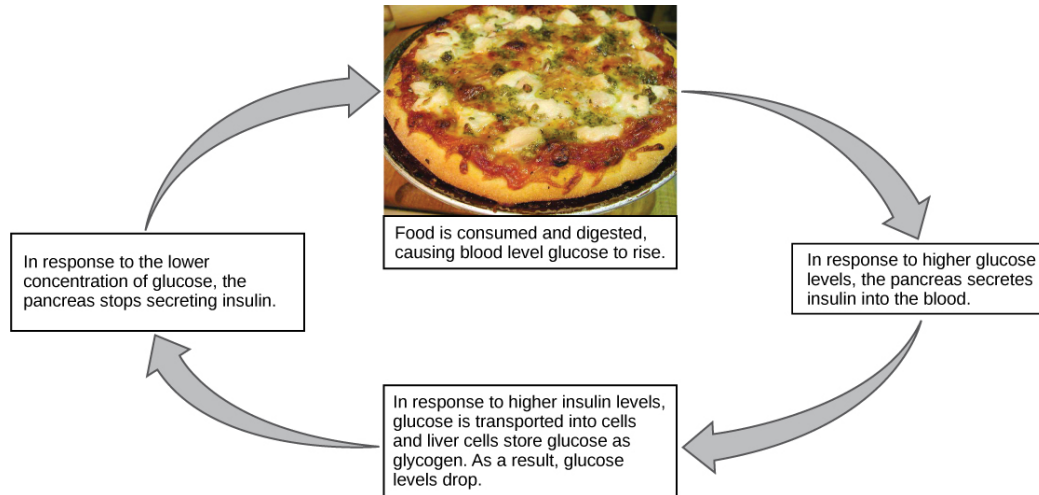 Food is consumed and digested,
causing blood level glucose to rise.
In response to higher glucose
levels, the pancreas secretes
insulin into the blood.
In response to higher insulin levels,
glucose is transported into cells
and liver cells store glucose as
glycogen. As a result, glucose
levels drop.
In response to the lower
concentration of glucose, the
pancreas stops secreting insulin.